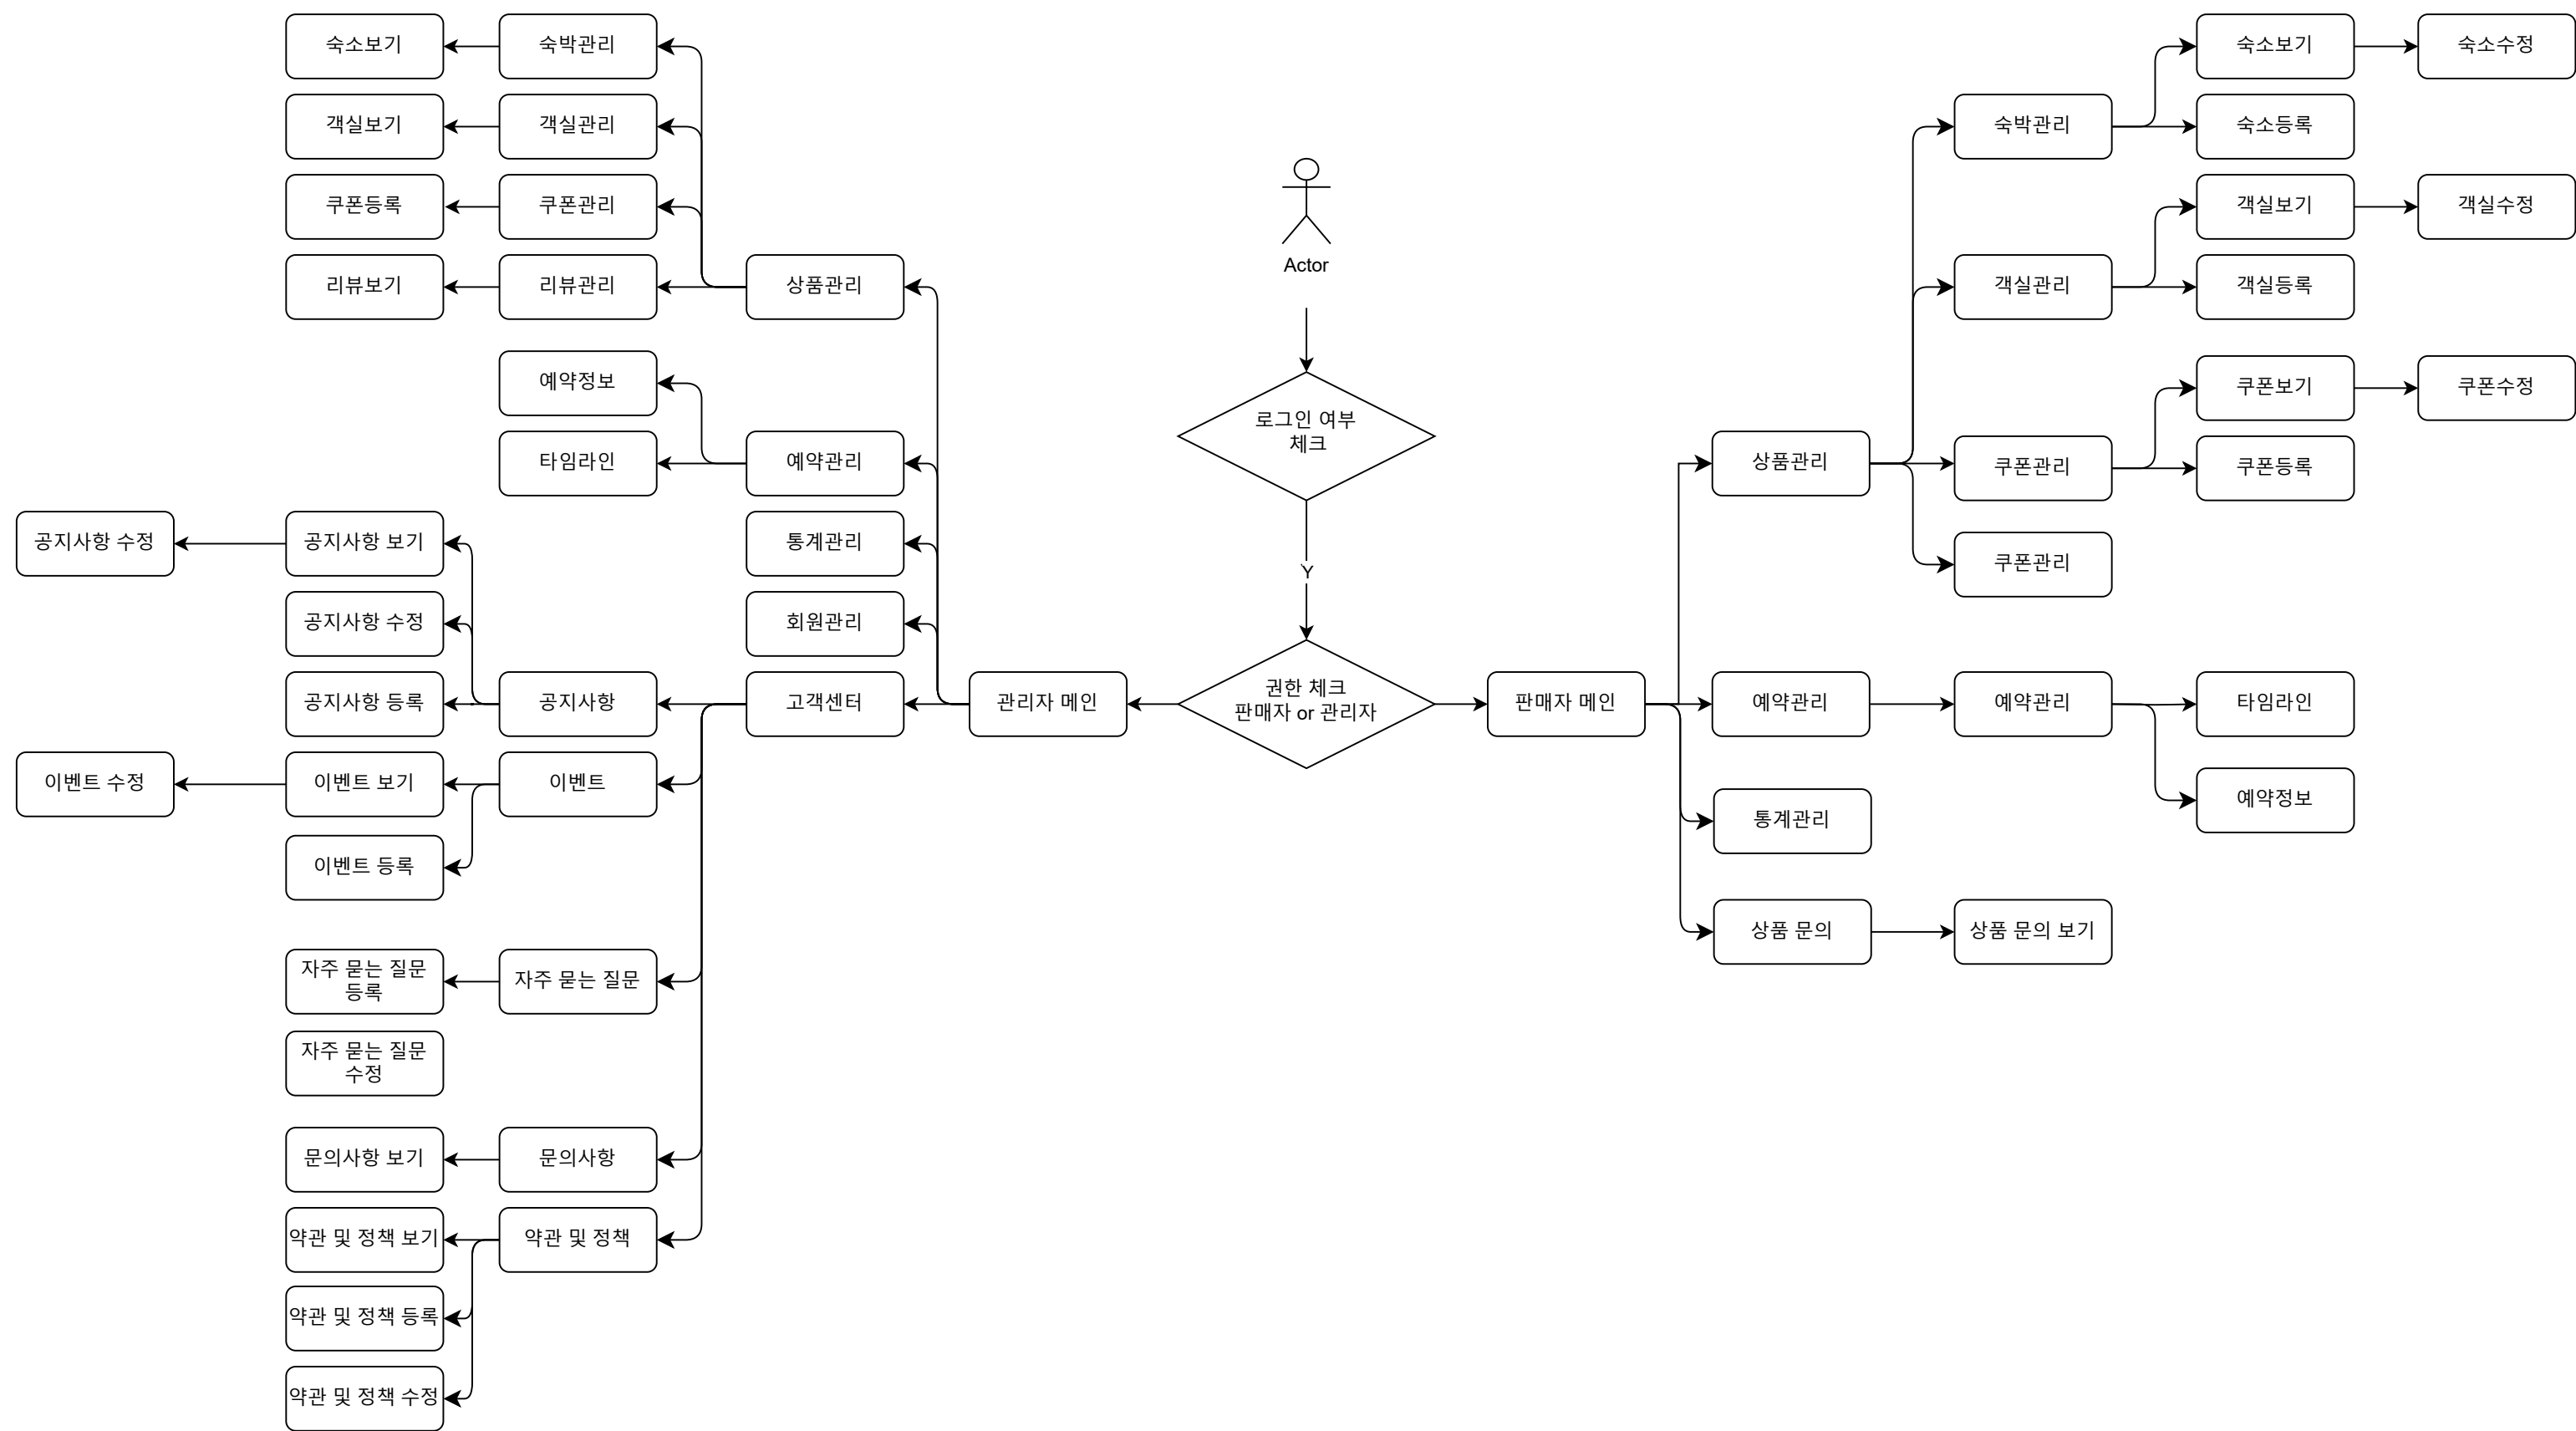 숙소보기
숙박관리
객실보기
객실관리
쿠폰등록
쿠폰관리
리뷰보기
리뷰관리
상품관리
예약정보
타임라인
예약관리
통계관리
회원관리
공지사항 수정
공지사항 보기
공지사항 수정
공지사항 등록
공지사항
고객센터
관리자 메인
이벤트 수정
이벤트 보기
이벤트
이벤트 등록
자주 묻는 질문
등록
자주 묻는 질문
자주 묻는 질문
수정
문의사항 보기
문의사항
약관 및 정책 보기
약관 및 정책
약관 및 정책 등록
약관 및 정책 수정
Actor
로그인 여부
체크
Y
권한 체크
판매자 or 관리자
판매자 메인
상품관리
숙박관리
숙소보기
숙소수정
숙소등록
객실관리
객실보기
객실수정
객실등록
쿠폰관리
쿠폰보기
쿠폰수정
쿠폰등록
쿠폰관리
예약관리
예약관리
타임라인
예약정보
통계관리
상품 문의
상품 문의 보기